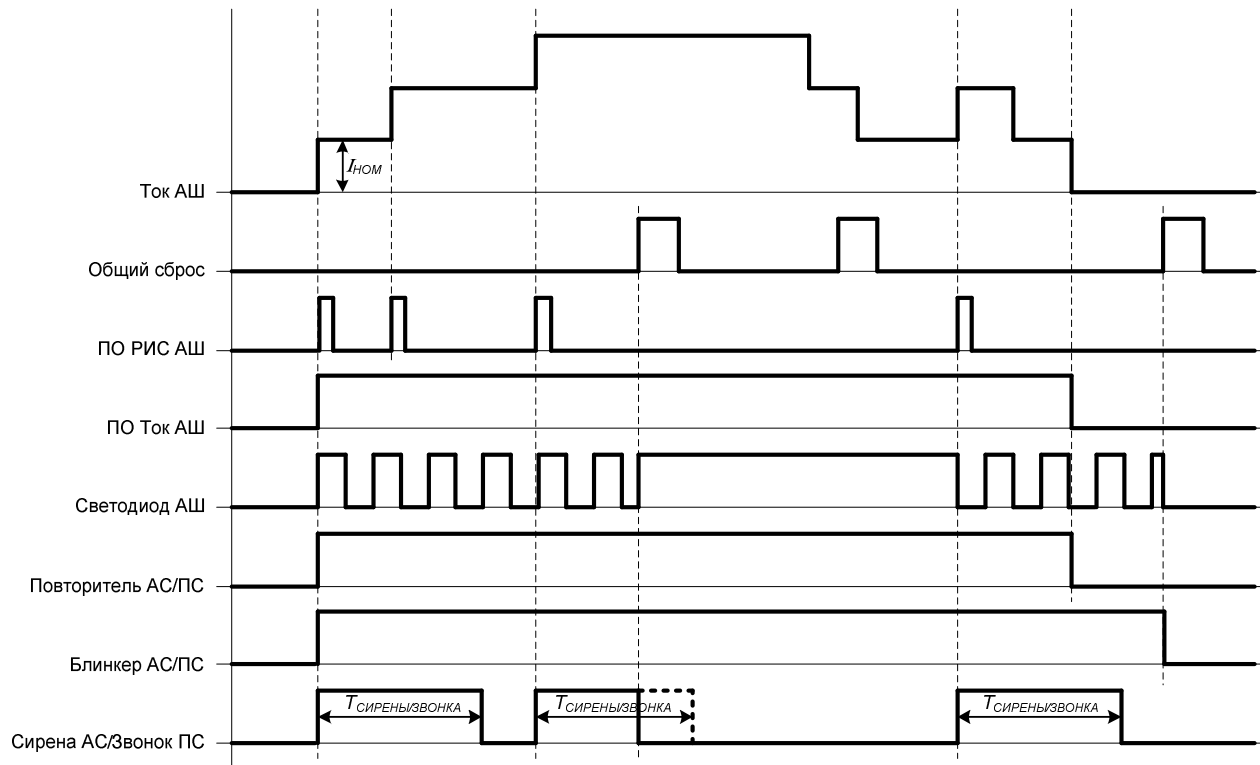 IНОМ
Ток АШ
Общий сброс
ПО РИС АШ
ПО Ток АШ
Светодиод АШ
Повторитель АС/ПС
Блинкер АС/ПС
TСИРЕНЫ/ЗВОНКА TСИРЕНЫ/ЗВОНКА TСИРЕНЫ/ЗВОНКА
Сирена АС/Звонок ПС